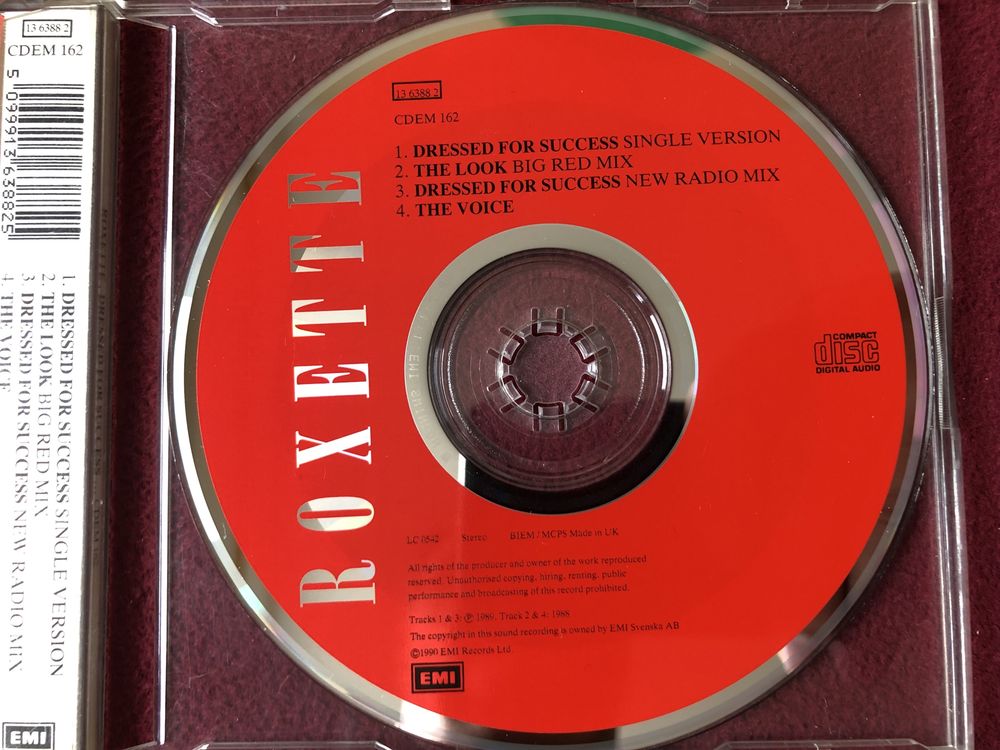 13 6388 2
CDEM 162
5 099913 638825
1. DRESSED FOR SUCCESS SINGLE VERSION
2. THE LOOK BIG RED MIX
3. DRESSED FOR SUCCESS NEW RADIO MIX
4. THE VOICE
EMI
13 6388 2
CDEM 162
1. DRESSED FOR SUCCESS SINGLE VERSION
2. THE LOOK BIG RED MIX
3. DRESSED FOR SUCCESS NEW RADIO MIX
4. THE VOICE
ROXETTE
COMPACT
disc
DIGITAL AUDIO
LC 0542 Stereo BIEM / MCPS Made in UK
All rights of the producer and owner of the work reproduced
reserved. Unauthorised copying, hiring, renting, public
performance and broadcasting of this record prohibited.
Tracks 1 & 3: ℗ 1989, Track 2 & 4: 1988
The copyright in this sound recording is owned by EMI Svenska AB
©1990 EMI Records Ltd.
EMI